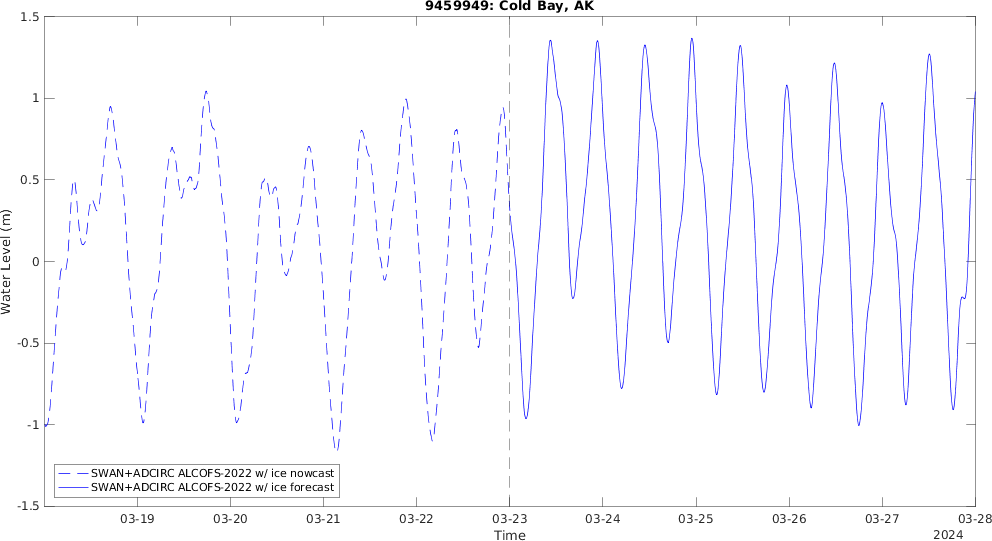 9459949: Cold Bay, AK
1.5
1
0.5
0
-0.5
-1
-1.5
Water Level (m)
SWAN+ADCIRC ALCOFS-2022 w/ ice nowcast
SWAN+ADCIRC ALCOFS-2022 w/ ice forecast
03-19 03-20 03-21 03-22 03-23 03-24 03-25 03-26 03-27 03-28
Time
2024